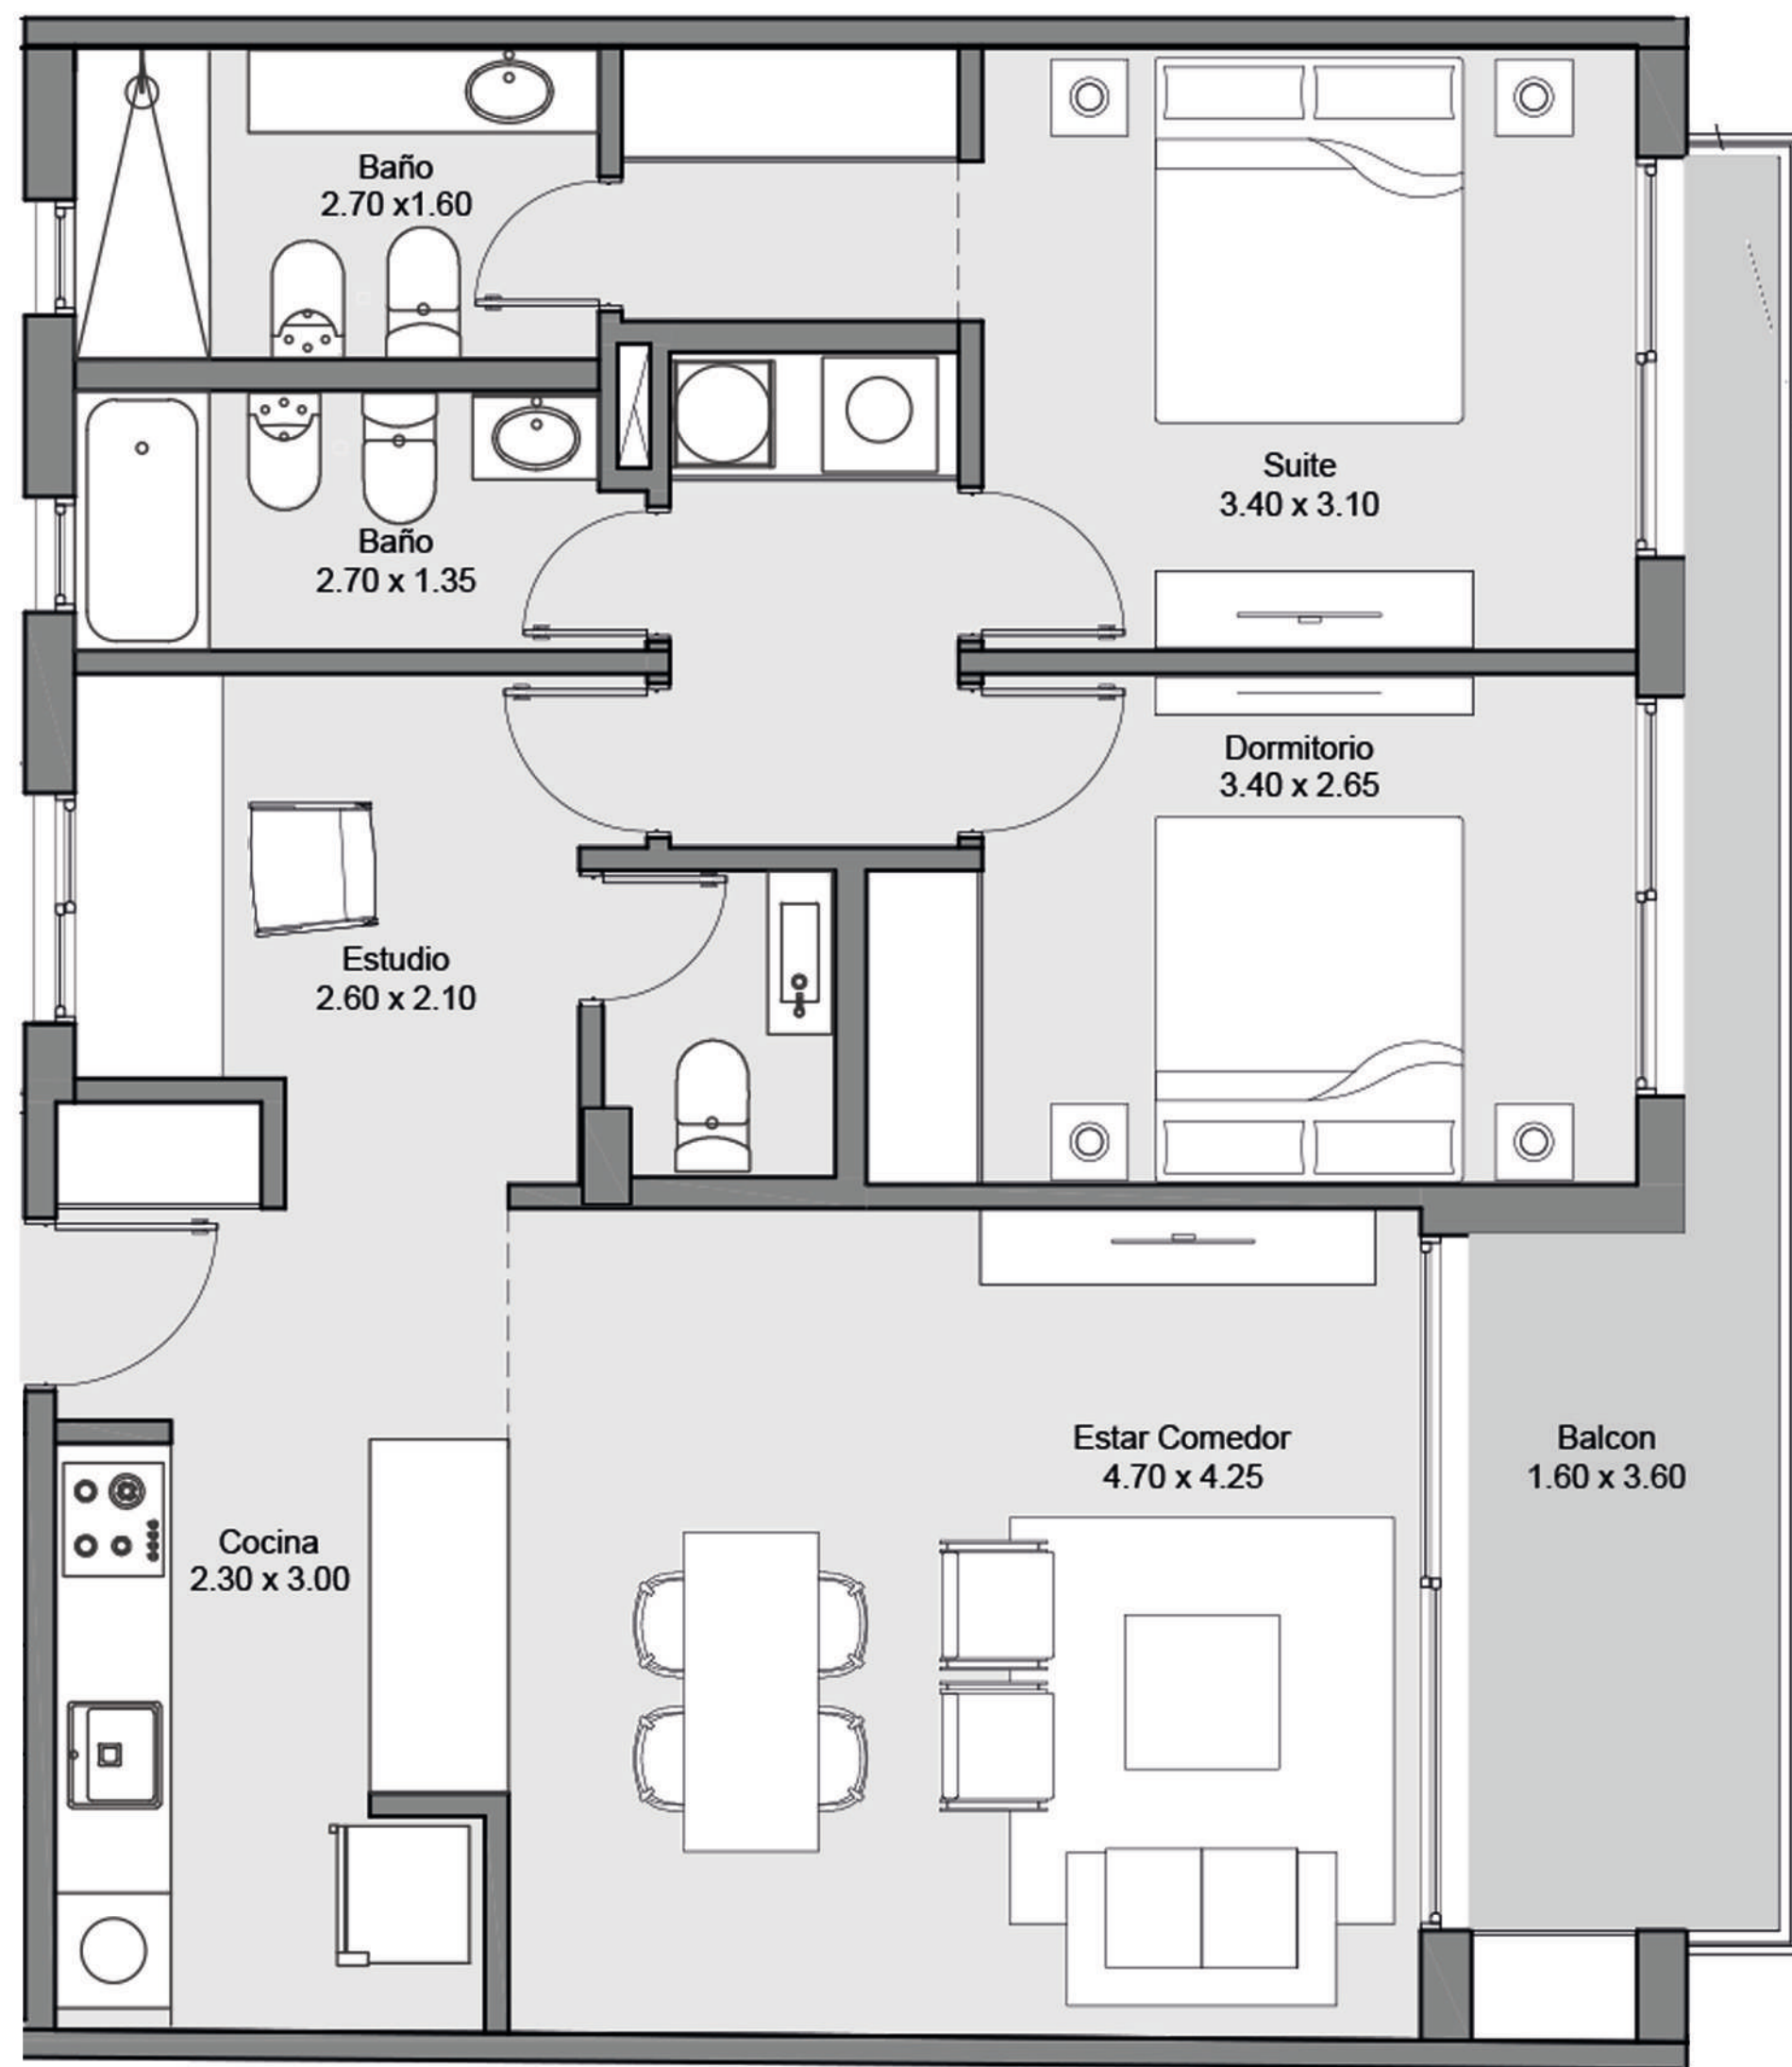 Baño
2.70 x1.60
Suite
3.40 x 3.10
Baño
2.70 x 1.35
Dormitorio
3.40 x 2.65
Estudio
2.60 x 2.10
Estar Comedor
4.70 x 4.25
Balcon
1.60 x 3.60
Cocina
2.30 x 3.00